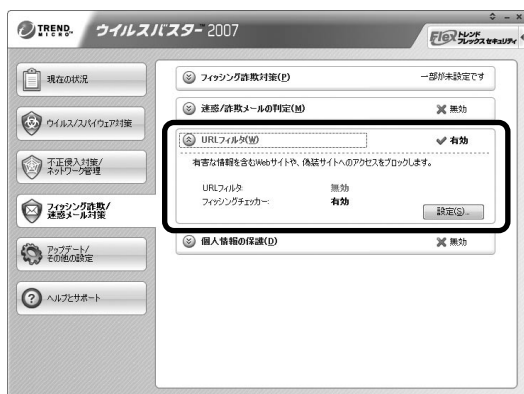 TREND MICRO
ウイルスバスター 2007
Flex トレンド フレックス セキュリティ
現在の状況
ウイルス/スパイウェア対策
不正侵入対策/
ネットワーク管理
フィッシング詐欺/
迷惑メール対策
アップデート/
その他の設定
ヘルプとサポート
フィッシング詐欺対策(P) 一部が未設定です
迷惑/詐欺メールの判定(M) 無効
URLフィルタ(W) 有効
有害な情報を含むWebサイトや、偽装サイトへのアクセスをブロックします。
URLフィルタ: 無効
フィッシングチェッカー: 有効
設定(S)...
個人情報の保護(D) 無効